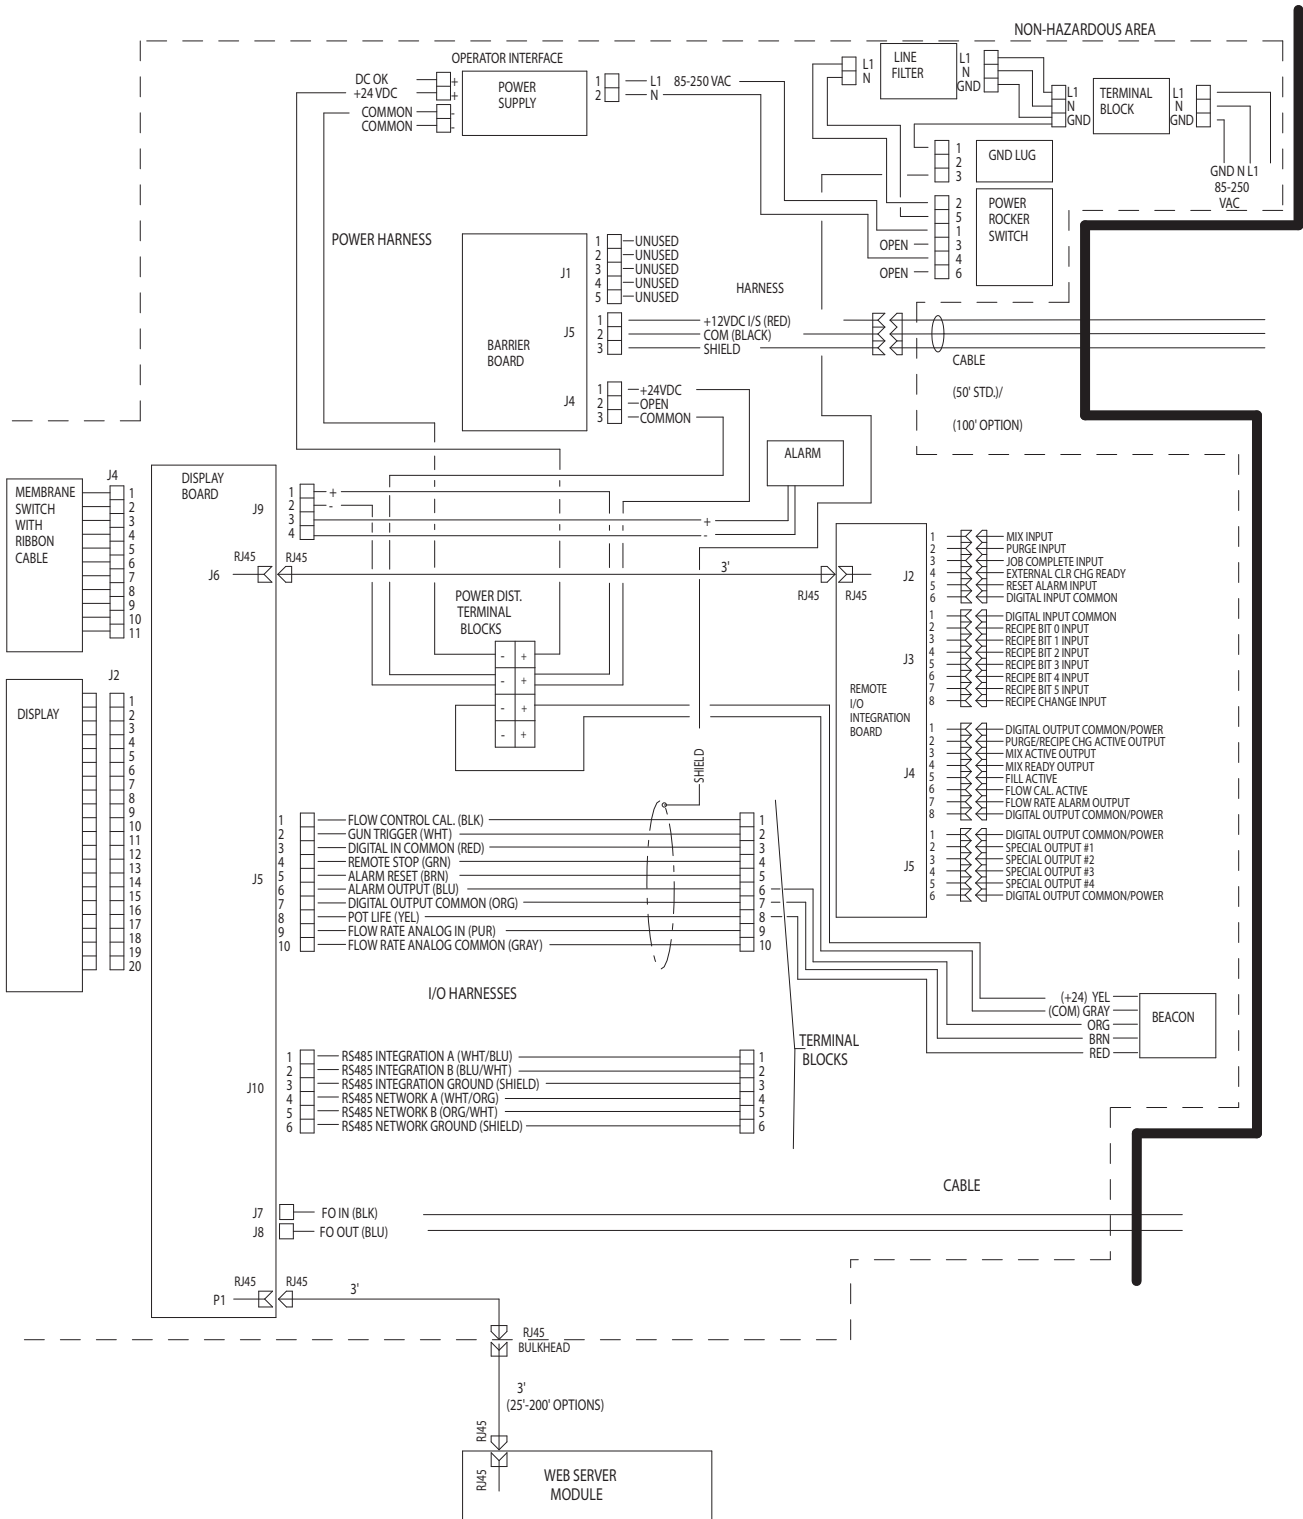 NON-HAZARDOUS AREA
OPERATOR INTERFACE
DC OK
+24 VDC
COMMON
COMMON
+
+
-
-
POWER
SUPPLY
1
2
L1 85-250 VAC
N
L1
N
LINE
FILTER
L1
N
GND
L1
N
GND
TERMINAL
BLOCK
L1
N
GND
GND N L1
85-250
VAC
1
2
3
GND LUG
2
5
1
3
4
6
OPEN
OPEN
POWER
ROCKER
SWITCH
POWER HARNESS
BARRIER
BOARD
J1
1 UNUSED
2 UNUSED
3 UNUSED
4 UNUSED
5 UNUSED
HARNESS
J5
1 +12VDC I/S (RED)
2 COM (BLACK)
3 SHIELD
J4
1 +24VDC
2 OPEN
3 COMMON
CABLE
(50' STD.)/
(100' OPTION)
ALARM
MEMBRANE
SWITCH
WITH
RIBBON
CABLE
J4
1
2
3
4
5
6
7
8
9
10
11
DISPLAY
BOARD
J9
1 +
2 -
3 +
4 -
J6
RJ45
RJ45
3'
RJ45
RJ45
POWER DIST.
TERMINAL
BLOCKS
- +
- +
- +
- +
SHIELD
REMOTE
I/O
INTEGRATION
BOARD
J2
1 MIX INPUT
2 PURGE INPUT
3 JOB COMPLETE INPUT
4 EXTERNAL CLR CHG READY
5 RESET ALARM INPUT
6 DIGITAL INPUT COMMON
J3
1 DIGITAL INPUT COMMON
2 RECIPE BIT 0 INPUT
3 RECIPE BIT 1 INPUT
4 RECIPE BIT 2 INPUT
5 RECIPE BIT 3 INPUT
6 RECIPE BIT 4 INPUT
7 RECIPE BIT 5 INPUT
8 RECIPE CHANGE INPUT
J4
1 DIGITAL OUTPUT COMMON/POWER
2 PURGE/RECIPE CHG ACTIVE OUTPUT
3 MIX ACTIVE OUTPUT
4 MIX READY OUTPUT
5 FILL ACTIVE
6 FLOW CAL. ACTIVE
7 FLOW RATE ALARM OUTPUT
8 DIGITAL OUTPUT COMMON/POWER
J5
1 DIGITAL OUTPUT COMMON/POWER
2 SPECIAL OUTPUT #1
3 SPECIAL OUTPUT #2
4 SPECIAL OUTPUT #3
5 SPECIAL OUTPUT #4
6 DIGITAL OUTPUT COMMON/POWER
DISPLAY
J2
1
2
3
4
5
6
7
8
9
10
11
12
13
14
15
16
17
18
19
20
J5
1 FLOW CONTROL CAL. (BLK) 1
2 GUN TRIGGER (WHT) 2
3 DIGITAL IN COMMON (RED) 3
4 REMOTE STOP (GRN) 4
5 ALARM RESET (BRN) 5
6 ALARM OUTPUT (BLU) 6
7 DIGITAL OUTPUT COMMON (ORG) 7
8 POT LIFE (YEL) 8
9 FLOW RATE ANALOG IN (PUR) 9
10 FLOW RATE ANALOG COMMON (GRAY) 10
I/O HARNESSES
TERMINAL
BLOCKS
(+24) YEL
(COM) GRAY
ORG
BRN
RED
BEACON
J10
1 RS485 INTEGRATION A (WHT/BLU) 1
2 RS485 INTEGRATION B (BLU/WHT) 2
3 RS485 INTEGRATION GROUND (SHIELD) 3
4 RS485 NETWORK A (WHT/ORG) 4
5 RS485 NETWORK B (ORG/WHT) 5
6 RS485 NETWORK GROUND (SHIELD) 6
CABLE
J7 FO IN (BLK)
J8 FO OUT (BLU)
P1
RJ45
RJ45
3'
RJ45
BULKHEAD
3'
(25'-200' OPTIONS)
RJ45
RJ45
WEB SERVER
MODULE